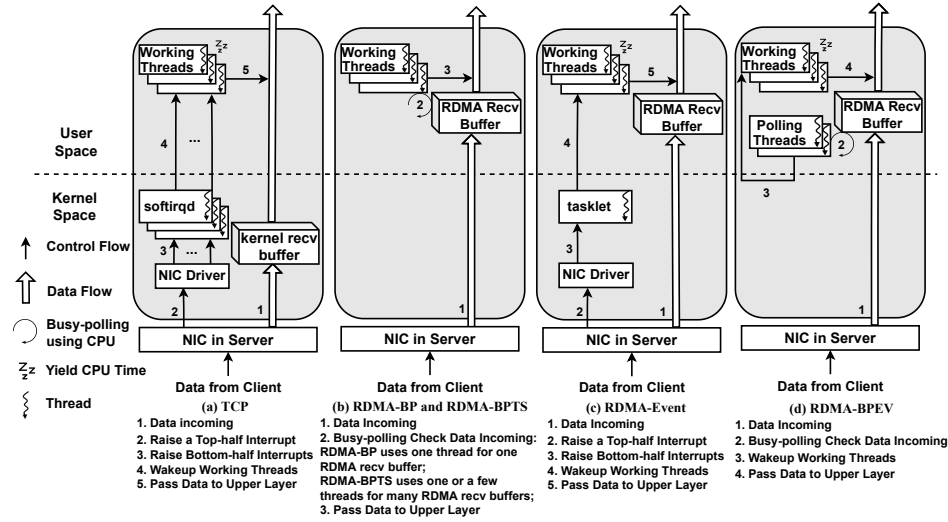 User
Space
Kernel
Space
Control Flow
Data Flow
Busy-polling
using CPU
Yield CPU Time
Thread
Working
Threads
Zzz
5
4
...
softirqd
3
...
kernel recv
buffer
NIC Driver
2
1
NIC in Server
Data from Client
(a) TCP
1. Data incoming
2. Raise a Top-half Interrupt
3. Raise Bottom-half Interrupts
4. Wakeup Working Threads
5. Pass Data to Upper Layer
Working
Threads
3
2
RDMA Recv
Buffer
1
NIC in Server
Data from Client
(b) RDMA-BP and RDMA-BPTS
1. Data Incoming
2. Busy-polling Check Data Incoming:
RDMA-BP uses one thread for one
RDMA recv buffer;
RDMA-BPTS uses one or a few
threads for many RDMA recv buffers;
3. Pass Data to Upper Layer
Working
Threads
Zzz
5
RDMA Recv
Buffer
4
tasklet
3
NIC Driver
2
1
NIC in Server
Data from Client
(c) RDMA-Event
1. Data Incoming
2. Raise a Top-half Interrupt
3. Raise Bottom-half Interrupts
4. Wakeup Working Threads
5. Pass Data to Upper Layer
Working
Threads
Zzz
4
RDMA Recv
Buffer
Polling
Threads
2
3
1
NIC in Server
Data from Client
(d) RDMA-BPEV
1. Data Incoming
2. Busy-polling Check Data Incoming
3. Wakeup Working Threads
4. Pass Data to Upper Layer